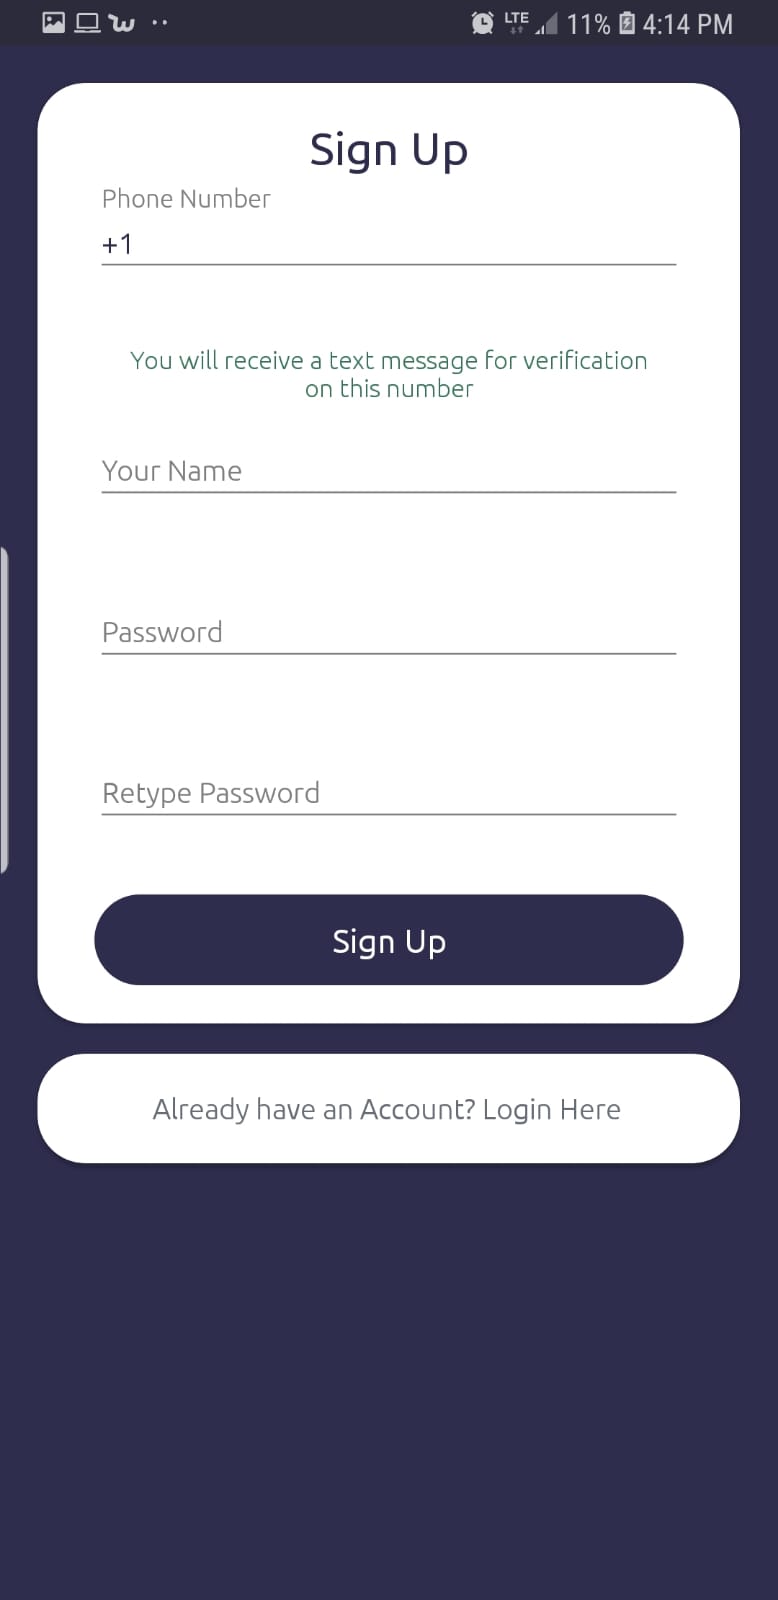 LTE 11% 4:14 PM
Sign Up
Phone Number
+1
You will receive a text message for verification
on this number
Your Name
Password
Retype Password
Sign Up
Already have an Account? Login Here